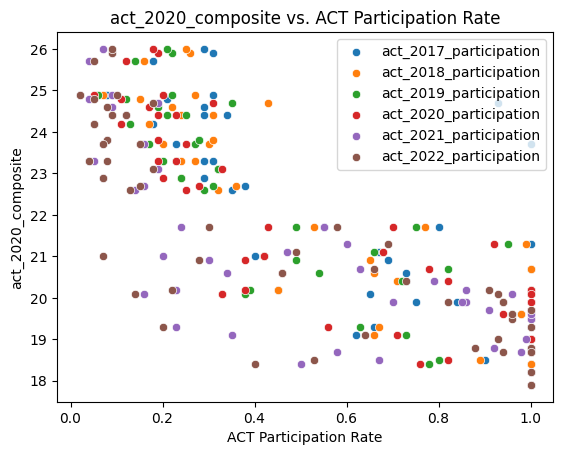 act_2020_composite vs. ACT Participation Rate
act_2017_participation
act_2018_participation
act_2019_participation
act_2020_participation
act_2021_participation
act_2022_participation
act_2020_composite
26
25
24
23
22
21
20
19
18
0.0 0.2 0.4 0.6 0.8 1.0
ACT Participation Rate